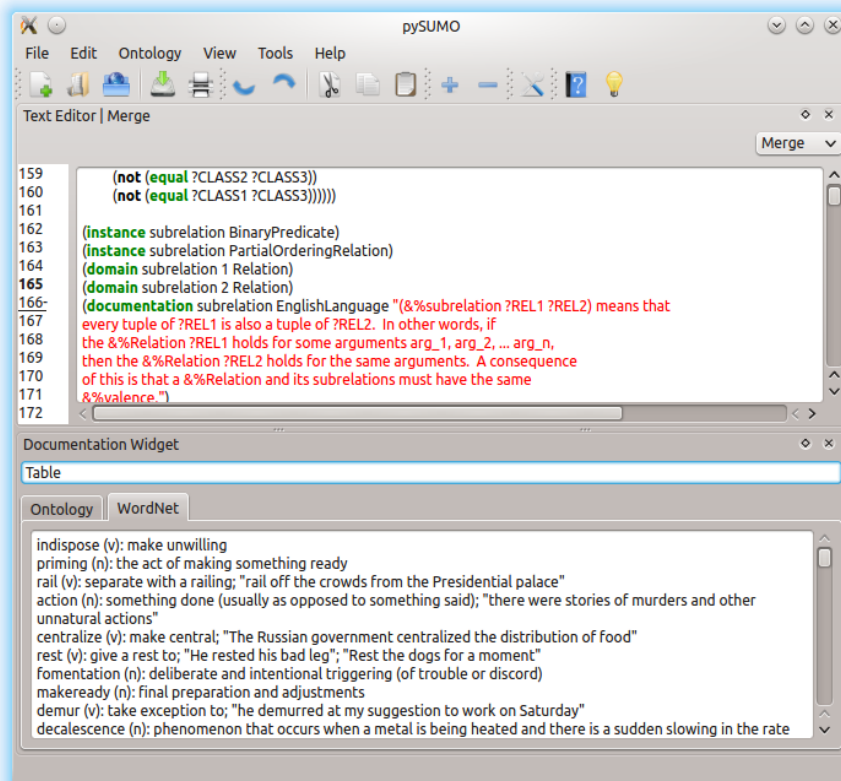 pySUMO
File Edit Ontology View Tools Help
Text Editor | Merge
Merge
159 (not (equal ?CLASS2 ?CLASS3))
160 (not (equal ?CLASS1 ?CLASS3))))))
161
162 (instance subrelation BinaryPredicate)
163 (instance subrelation PartialOrderingRelation)
164 (domain subrelation 1 Relation)
165 (domain subrelation 2 Relation)
166- (documentation subrelation EnglishLanguage "(&%subrelation ?REL1 ?REL2) means that
167 every tuple of ?REL1 is also a tuple of ?REL2.  In other words, if
168 the &%Relation ?REL1 holds for some arguments arg_1, arg_2, ... arg_n,
169 then the &%Relation ?REL2 holds for the same arguments.  A consequence
170 of this is that a &%Relation and its subrelations must have the same
171 &%valence.")
172
Documentation Widget
Table
Ontology WordNet
indispose (v): make unwilling
priming (n): the act of making something ready
rail (v): separate with a railing; "rail off the crowds from the Presidential palace"
action (n): something done (usually as opposed to something said); "there were stories of murders and other
unnatural actions"
centralize (v): make central; "The Russian government centralized the distribution of food"
rest (v): give a rest to; "He rested his bad leg"; "Rest the dogs for a moment"
fomentation (n): deliberate and intentional triggering (of trouble or discord)
makeready (n): final preparation and adjustments
demur (v): take exception to; "he demurred at my suggestion to work on Saturday"
decalescence (n): phenomenon that occurs when a metal is being heated and there is a sudden slowing in the rate